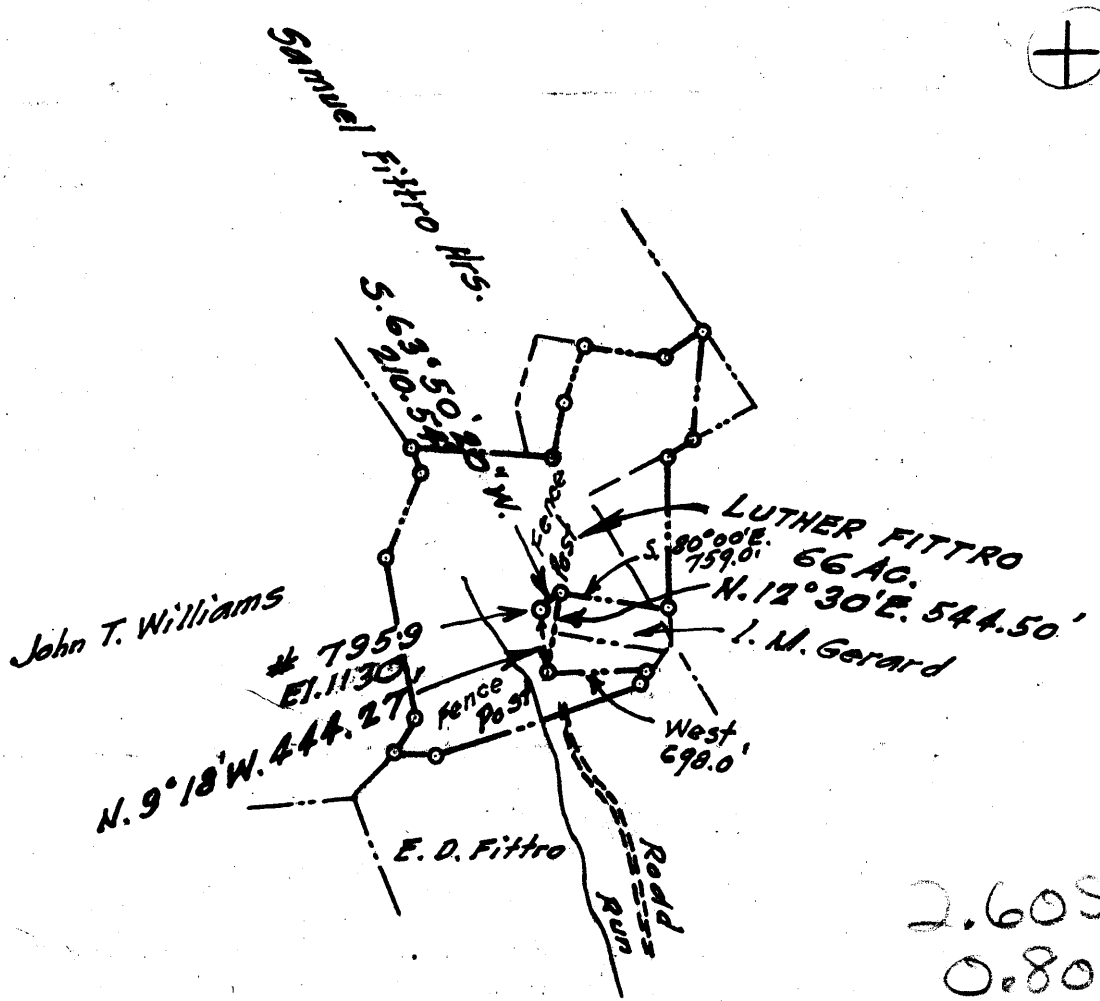 Samuel Fittro Hrs.
S. 63°50'20"W.
210.54
Fence
Post
LUTHER FITTRO
66 AC.
S. 80°00'E.
759.0'
N. 12°30'E. 544.50'
I. M. Gerard
John T. Williams
# 7959
El. 1130'
N. 9°18'W. 444.27'
Fence
Post
West
698.0'
E. D. Fittro
Road
Run
2.60S
0.80